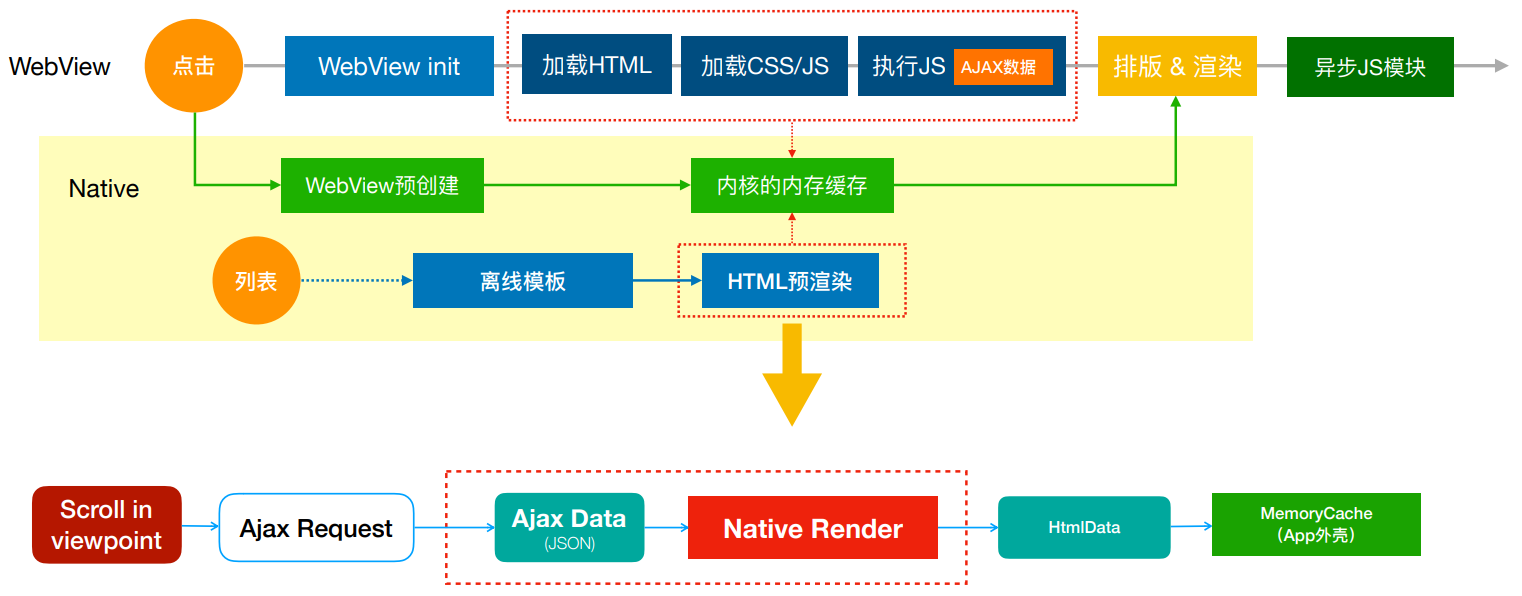 WebView
点击
WebView init
加载HTML
加载CSS/JS
执行JS
AJAX数据
排版 & 渲染
异步JS模块
Native
WebView预创建
内核的内存缓存
列表
离线模板
HTML预渲染
Scroll in
viewpoint
Ajax Request
Ajax Data
(JSON)
Native Render
HtmlData
MemoryCache
（App外壳）